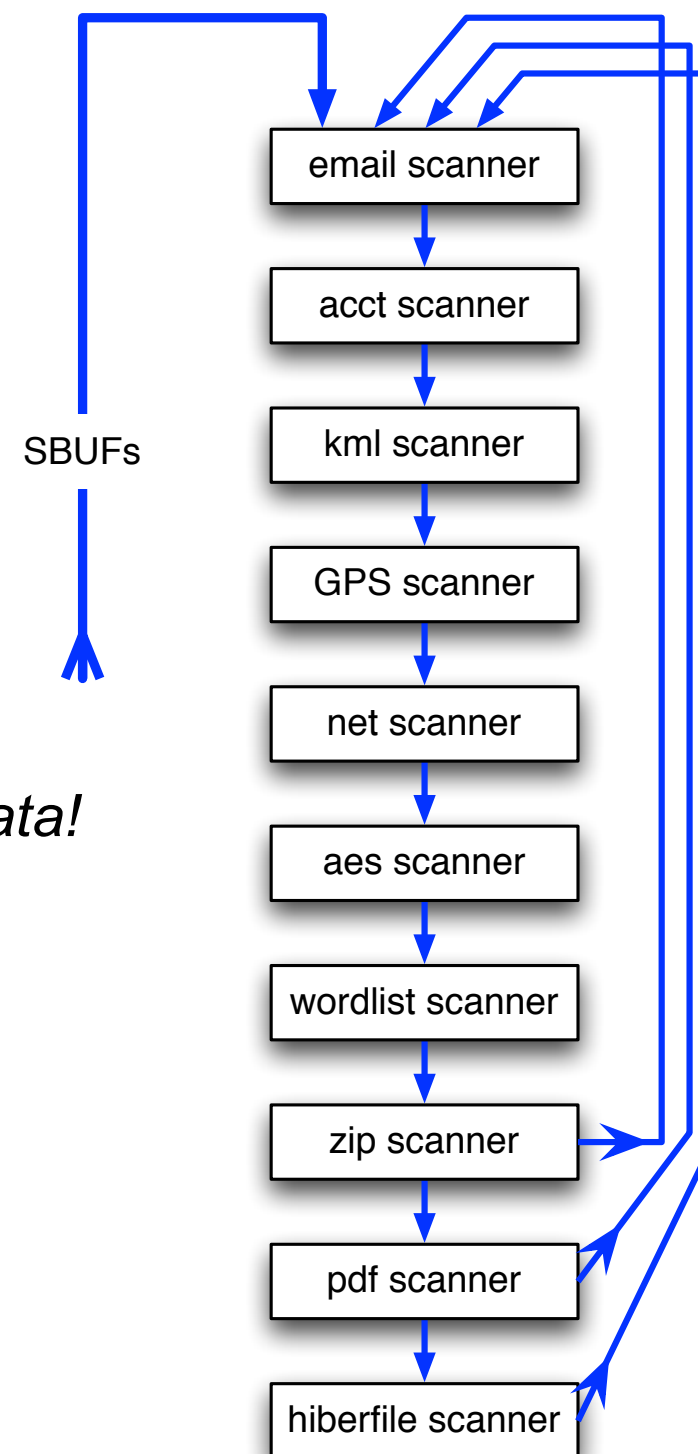 email scanner
acct scanner
kml scanner
SBUFs
GPS scanner
net scanner
ata!
aes scanner
wordlist scanner
zip scanner
pdf scanner
hiberfile scanner